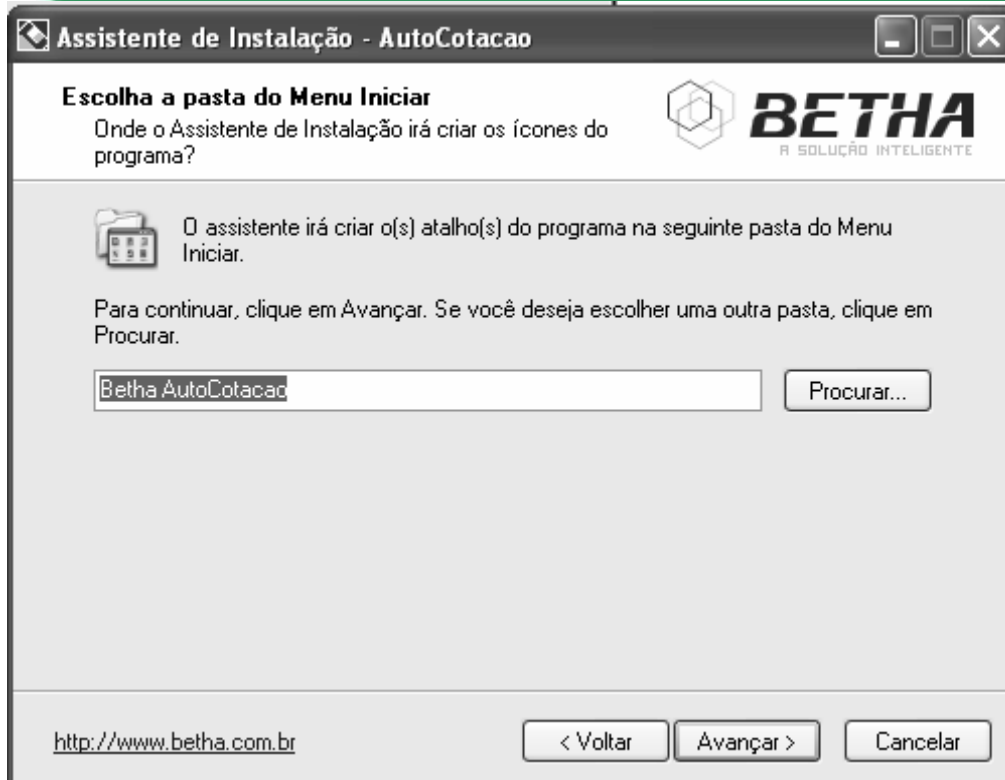 Assistente de Instalação - AutoCotacao
Escolha a pasta do Menu Iniciar
Onde o Assistente de Instalação irá criar os ícones do
programa?
BETHA
A SOLUÇÃO INTELIGENTE
O assistente irá criar o(s) atalho(s) do programa na seguinte pasta do Menu
Iniciar.
Para continuar, clique em Avançar. Se você deseja escolher uma outra pasta, clique em
Procurar.
Betha AutoCotacao
Procurar...
http://www.betha.com.br
< Voltar
Avançar >
Cancelar